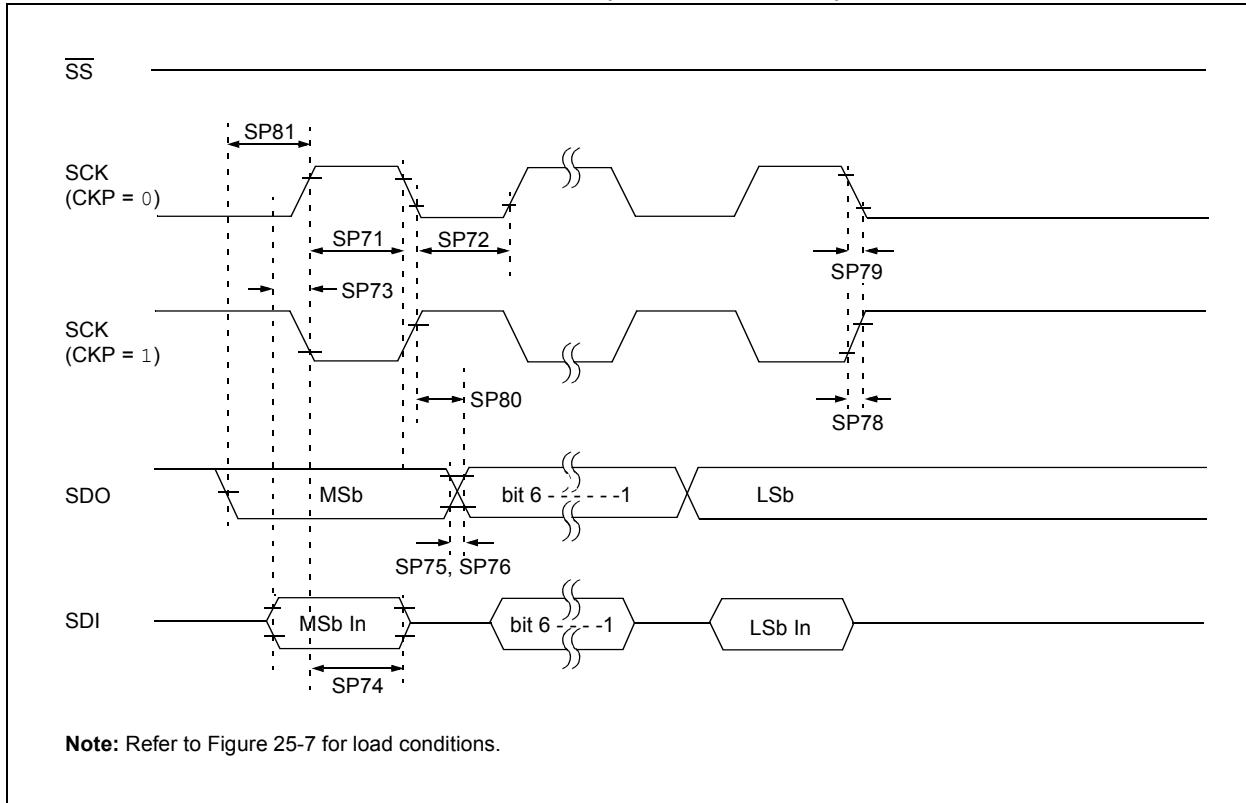 SS
SP81
SCK
(CKP = 0)
SP71
SP72
SP79
SP73
SCK
(CKP = 1)
SP80
SP78
SDO
MSb
bit 6 - - - - - -1
LSb
SP75, SP76
SDI
MSb In
bit 6 - - - -1
LSb In
SP74
Note: Refer to Figure 25-7 for load conditions.